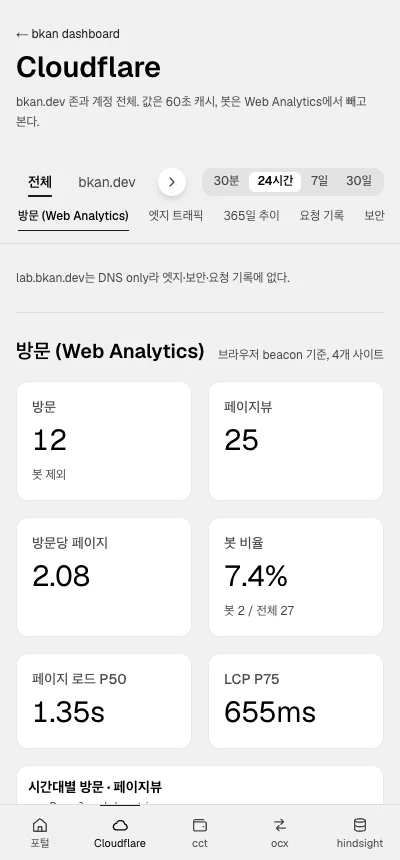 ← bkan dashboard
Cloudflare
bkan.dev 존과 계정 전체. 값은 60초 캐시, 봇은 Web Analytics에서 빼고
본다.
전체 bkan.dev 30분 24시간 7일 30일
방문 (Web Analytics) 엣지 트래픽 365일 추이 요청 기록 보안
lab.bkan.dev는 DNS only라 엣지·보안·요청 기록에 없다.
방문 (Web Analytics) 브라우저 beacon 기준, 4개 사이트
방문 페이지뷰
12 25
봇 제외
방문당 페이지 봇 비율
2.08 7.4%
봇 2 / 전체 27
페이지 로드 P50 LCP P75
1.35s 655ms
시간대별 방문 · 페이지뷰
포털 Cloudflare cct ocx hindsight